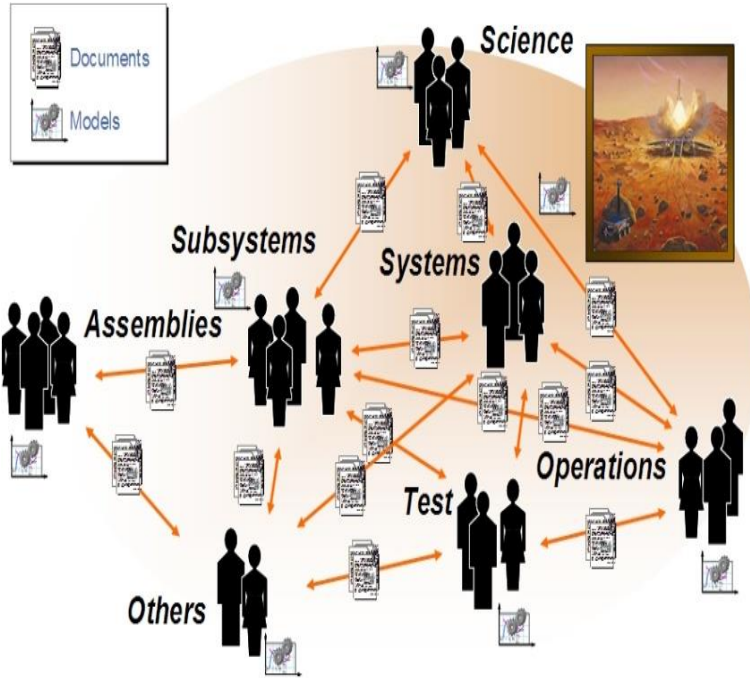 Documents
Models
Science
Subsystems
Systems
Assemblies
Operations
Test
Others